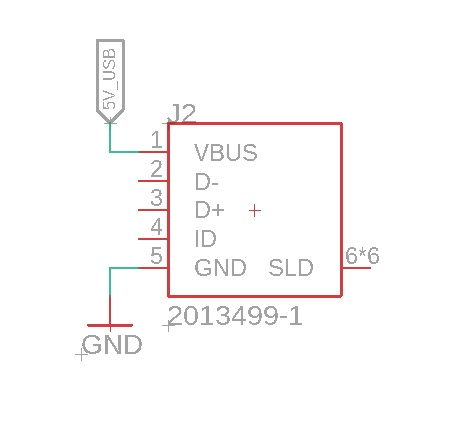 5V_USB
J2
1 VBUS
2 D-
3 D+
4 ID
5 GND SLD 6*6
2013499-1
GND